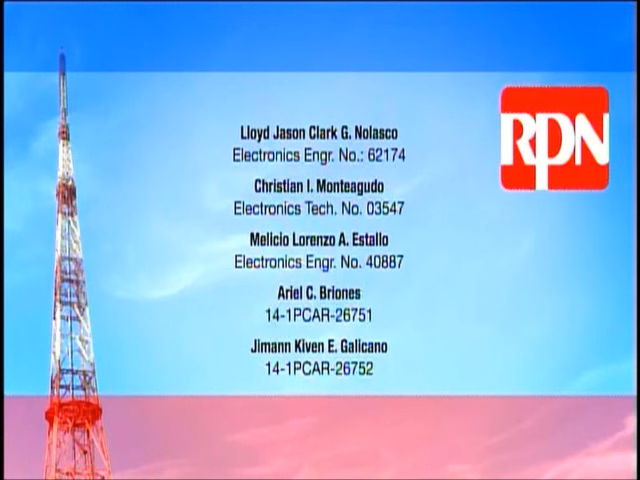 Lloyd Jason Clark G. Nolasco
Electronics Engr. No.: 62174
Christian I. Monteagudo
Electronics Tech. No. 03547
Melicio Lorenzo A. Estallo
Electronics Engr. No. 40887
Ariel C. Briones
14-1PCAR-26751
Jimann Kiven E. Galicano
14-1PCAR-26752
RPN